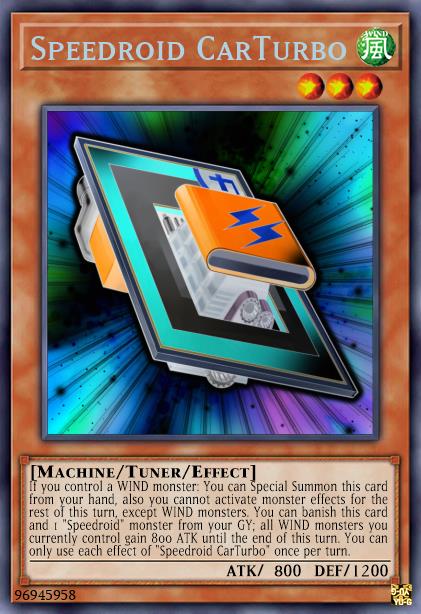 SPEEDROID CARTURBO
WIND
風
[MACHINE/TUNER/EFFECT]
If you control a WIND monster: You can Special Summon this card
from your hand, also you cannot activate monster effects for the
rest of this turn, except WIND monsters. You can banish this card
and 1 "Speedroid" monster from your GY; all WIND monsters you
currently control gain 800 ATK until the end of this turn. You can
only use each effect of "Speedroid CarTurbo" once per turn.
ATK/ 800 DEF/1200
96945958